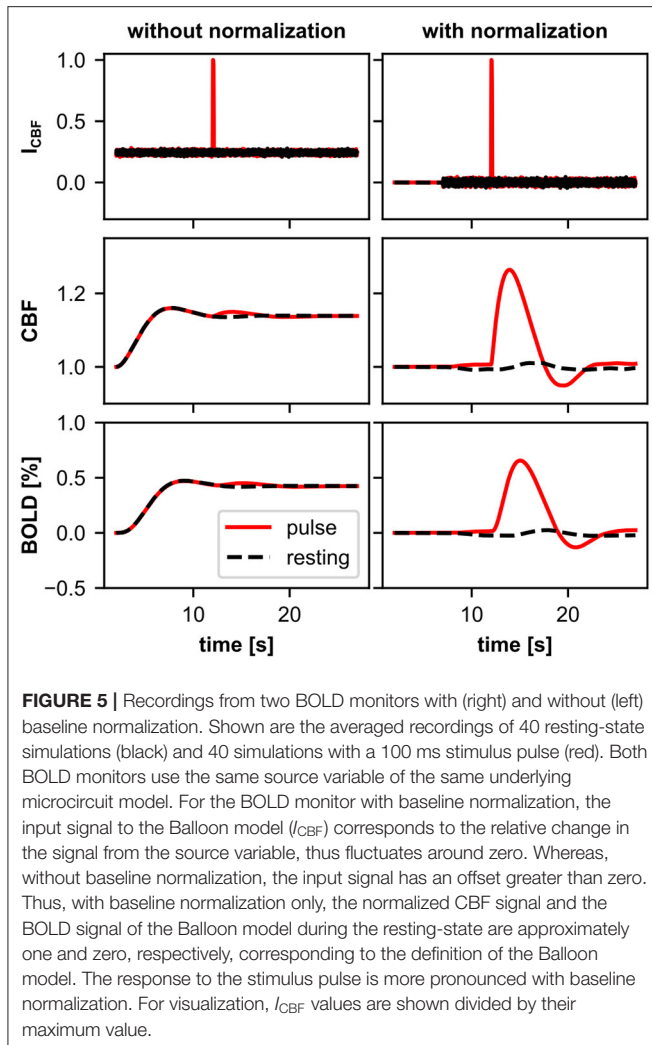 without normalization
with normalization
1.0
0.5
0.0
I_CBF
1.2
1.0
CBF
1.0
0.5
0.0
−0.5
BOLD [%]
pulse
resting
10
20
10
20
time [s]
time [s]
FIGURE 5 | Recordings from two BOLD monitors with (right) and without (left)
baseline normalization. Shown are the averaged recordings of 40 resting-state
simulations (black) and 40 simulations with a 100 ms stimulus pulse (red). Both
BOLD monitors use the same source variable of the same underlying
microcircuit model. For the BOLD monitor with baseline normalization, the
input signal to the Balloon model (I_CBF) corresponds to the relative change in
the signal from the source variable, thus fluctuates around zero. Whereas,
without baseline normalization, the input signal has an offset greater than zero.
Thus, with baseline normalization only, the normalized CBF signal and the
BOLD signal of the Balloon model during the resting-state are approximately
one and zero, respectively, corresponding to the definition of the Balloon
model. The response to the stimulus pulse is more pronounced with baseline
normalization. For visualization, I_CBF values are shown divided by their
maximum value.